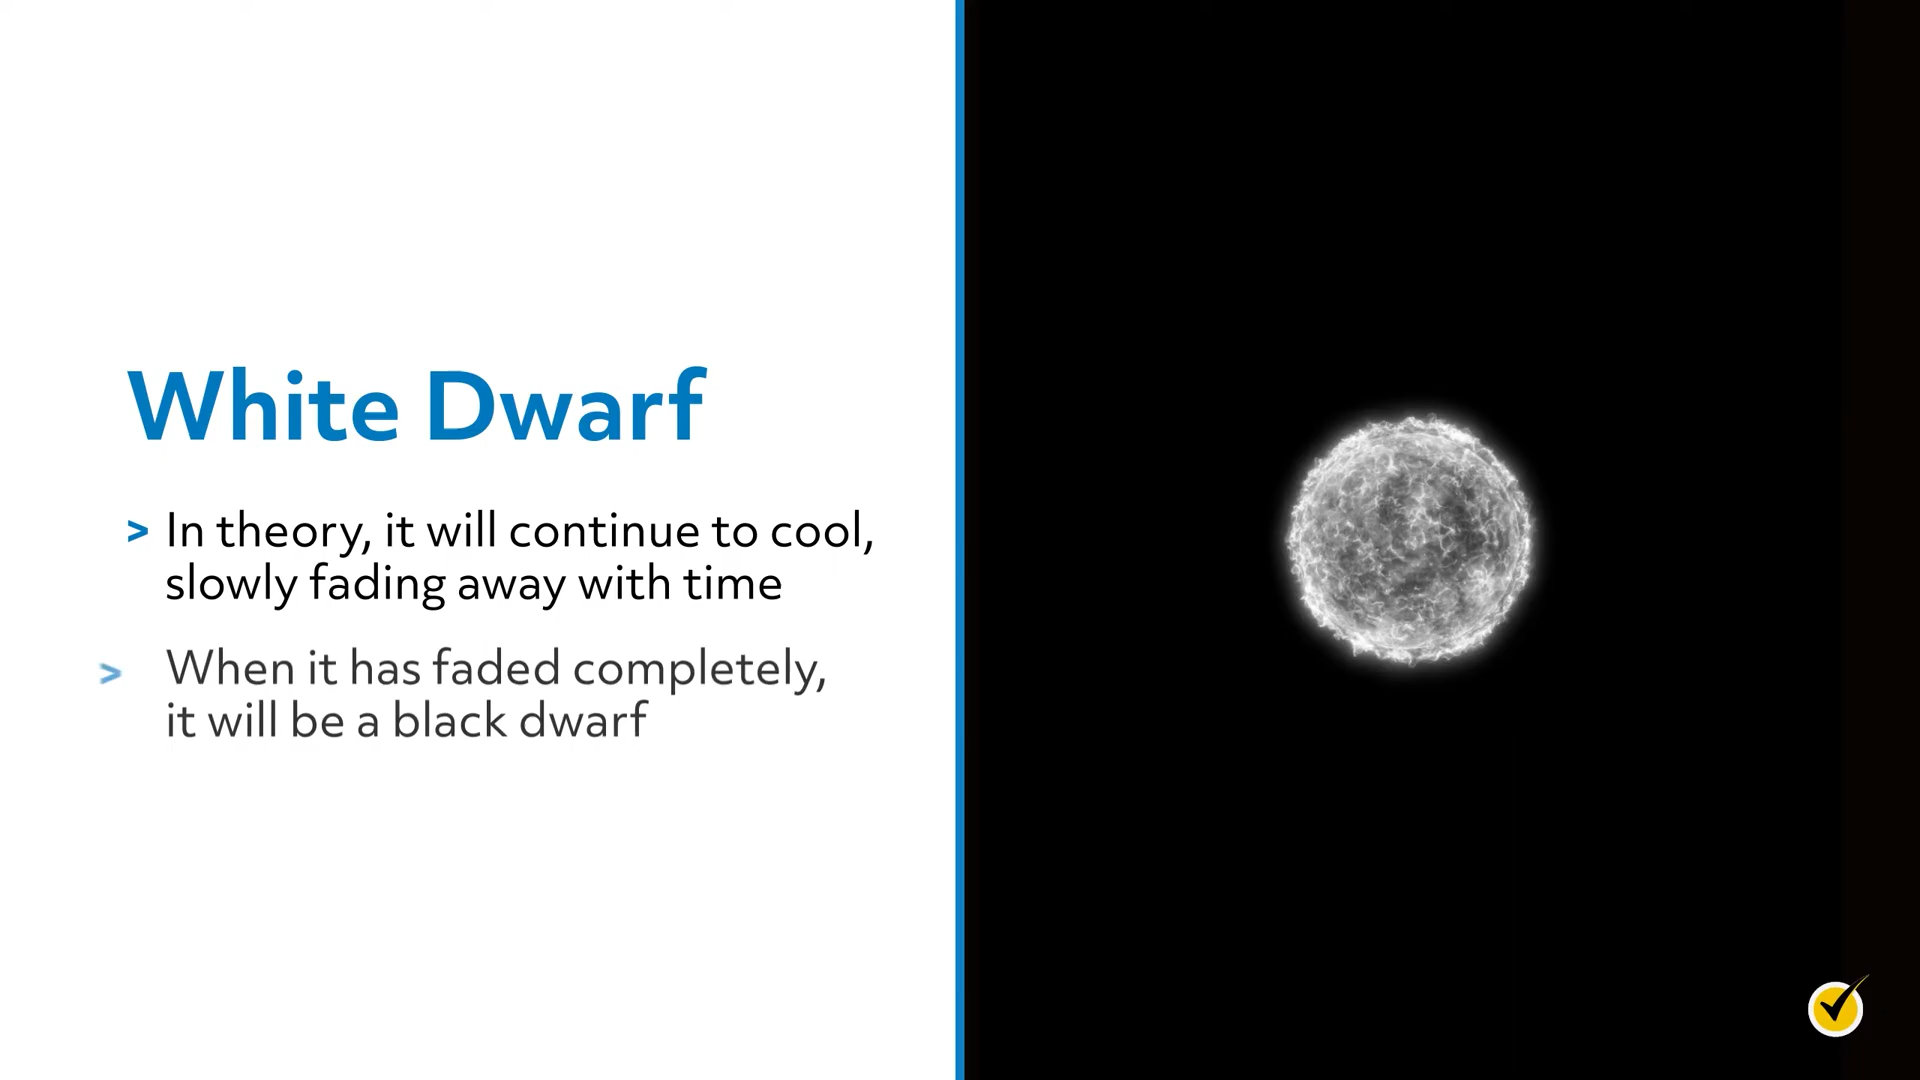 White Dwarf
> In theory, it will continue to cool,
slowly fading away with time
> When it has faded completely,
it will be a black dwarf